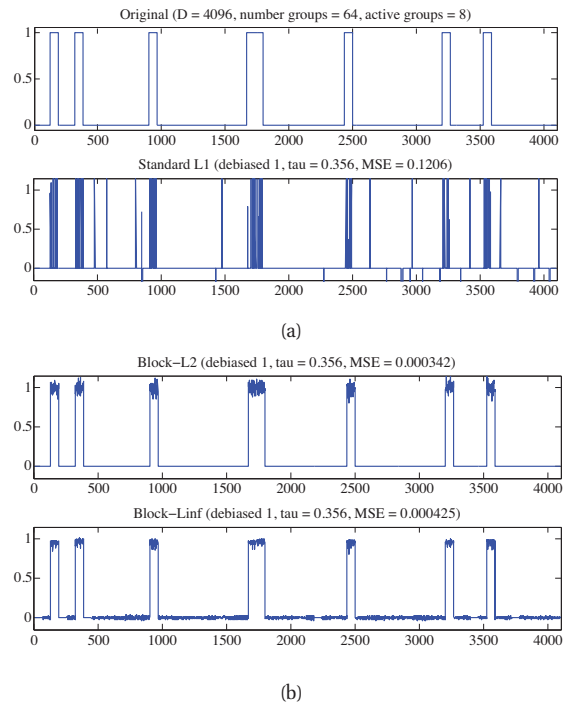 Original (D = 4096, number groups = 64, active groups = 8)
1
0.5
0
0 500 1000 1500 2000 2500 3000 3500 4000
Standard L1 (debiased 1, tau = 0.356, MSE = 0.1206)
1
0.5
0
0 500 1000 1500 2000 2500 3000 3500 4000
(a)
Block−L2 (debiased 1, tau = 0.356, MSE = 0.000342)
1
0.5
0
0 500 1000 1500 2000 2500 3000 3500 4000
Block−Linf (debiased 1, tau = 0.356, MSE = 0.000425)
1
0.5
0
0 500 1000 1500 2000 2500 3000 3500 4000
(b)